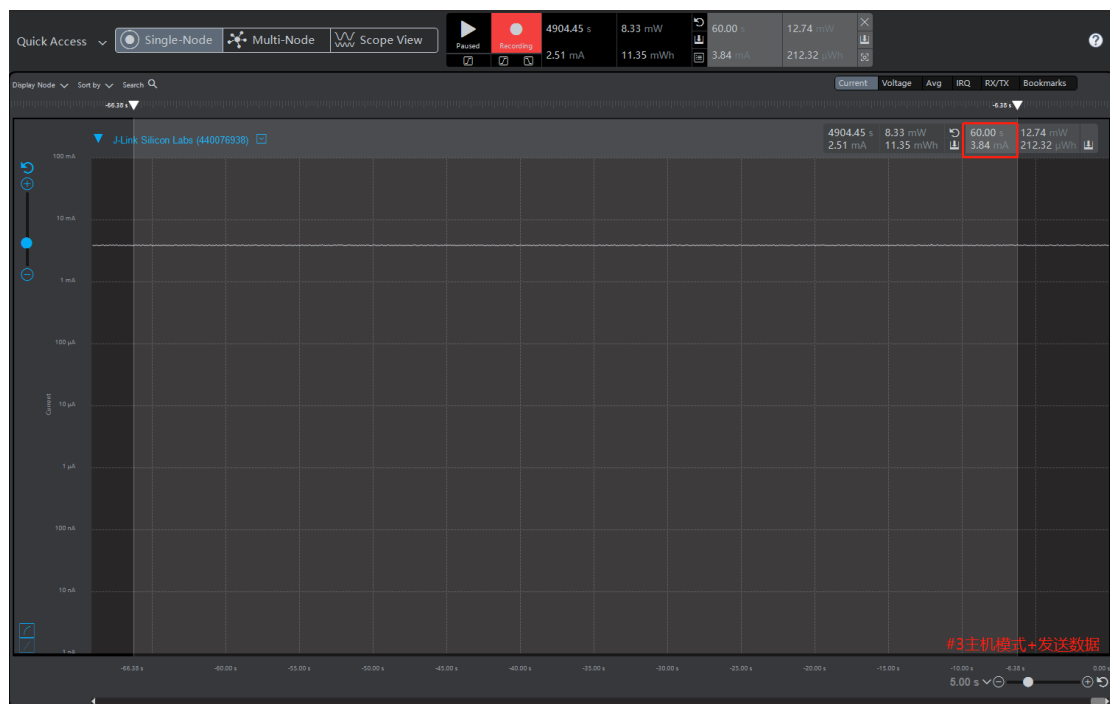 Quick Access Single-Node Multi-Node Scope View
Paused Recording
4904.45 s 8.33 mW 60.00 s 12.74 mW
2.51 mA 11.35 mWh 3.84 mA 212.32 µWh
?
Display Node Sort by Search
Current Voltage Avg IRQ RX/TX Bookmarks
-66.38 s -6.38 s
J-Link Silicon Labs (440076938)
4904.45 s 8.33 mW 60.00 s 12.74 mW
2.51 mA 11.35 mWh 3.84 mA 212.32 µWh
100 mA
10 mA
1 mA
100 µA
10 µA
Current
1 µA
100 nA
10 nA
1 nA
#3主机模式+发送数据
-66.38 s -60.00 s -55.00 s -50.00 s -45.00 s -40.00 s -35.00 s -30.00 s -25.00 s -20.00 s -15.00 s -10.00 s -6.38 s 0.00 s
5.00 s